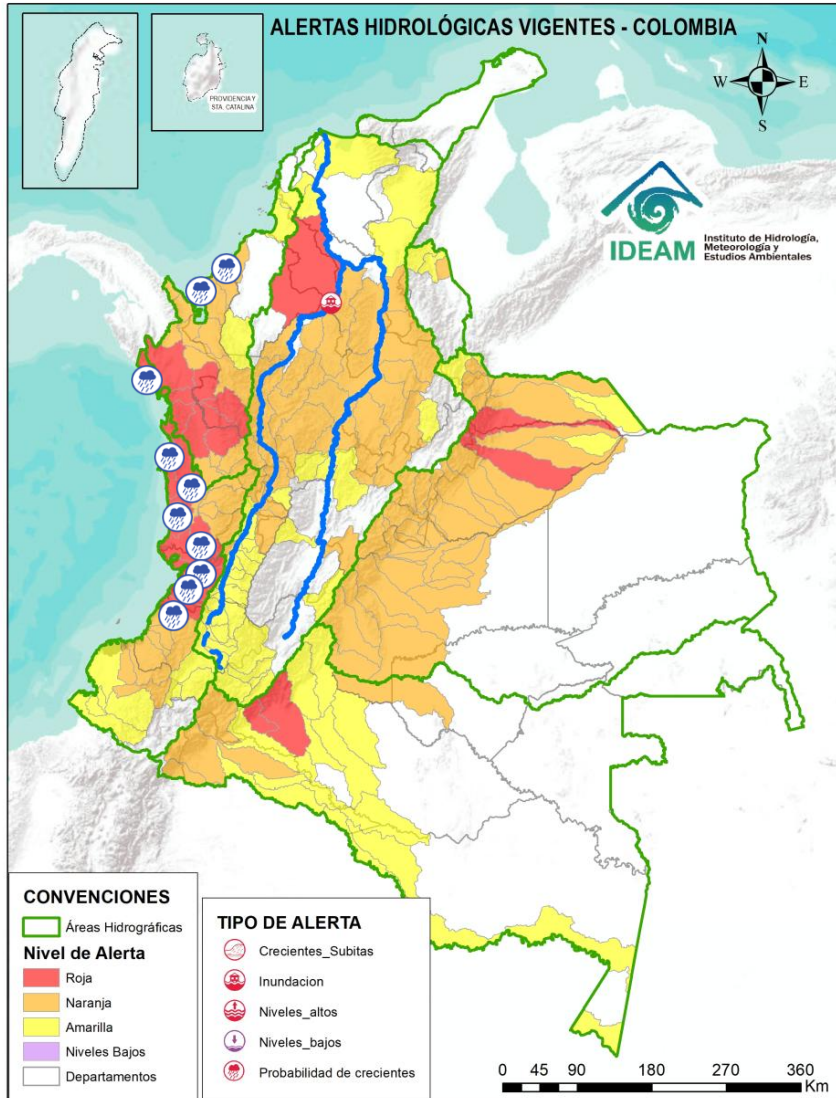 ALERTAS HIDROLÓGICAS VIGENTES - COLOMBIA
PROVIDENCIA Y
STA. CATALINA
N
W E
S
IDEAM
Instituto de Hidrología,
Meteorología y
Estudios Ambientales
CONVENCIONES
Áreas Hidrográficas
Nivel de Alerta
Roja
Naranja
Amarilla
Niveles Bajos
Departamentos
TIPO DE ALERTA
Crecientes_Subitas
Inundacion
Niveles_altos
Niveles_bajos
Probabilidad de crecientes
0 45 90 180 270 360
Km